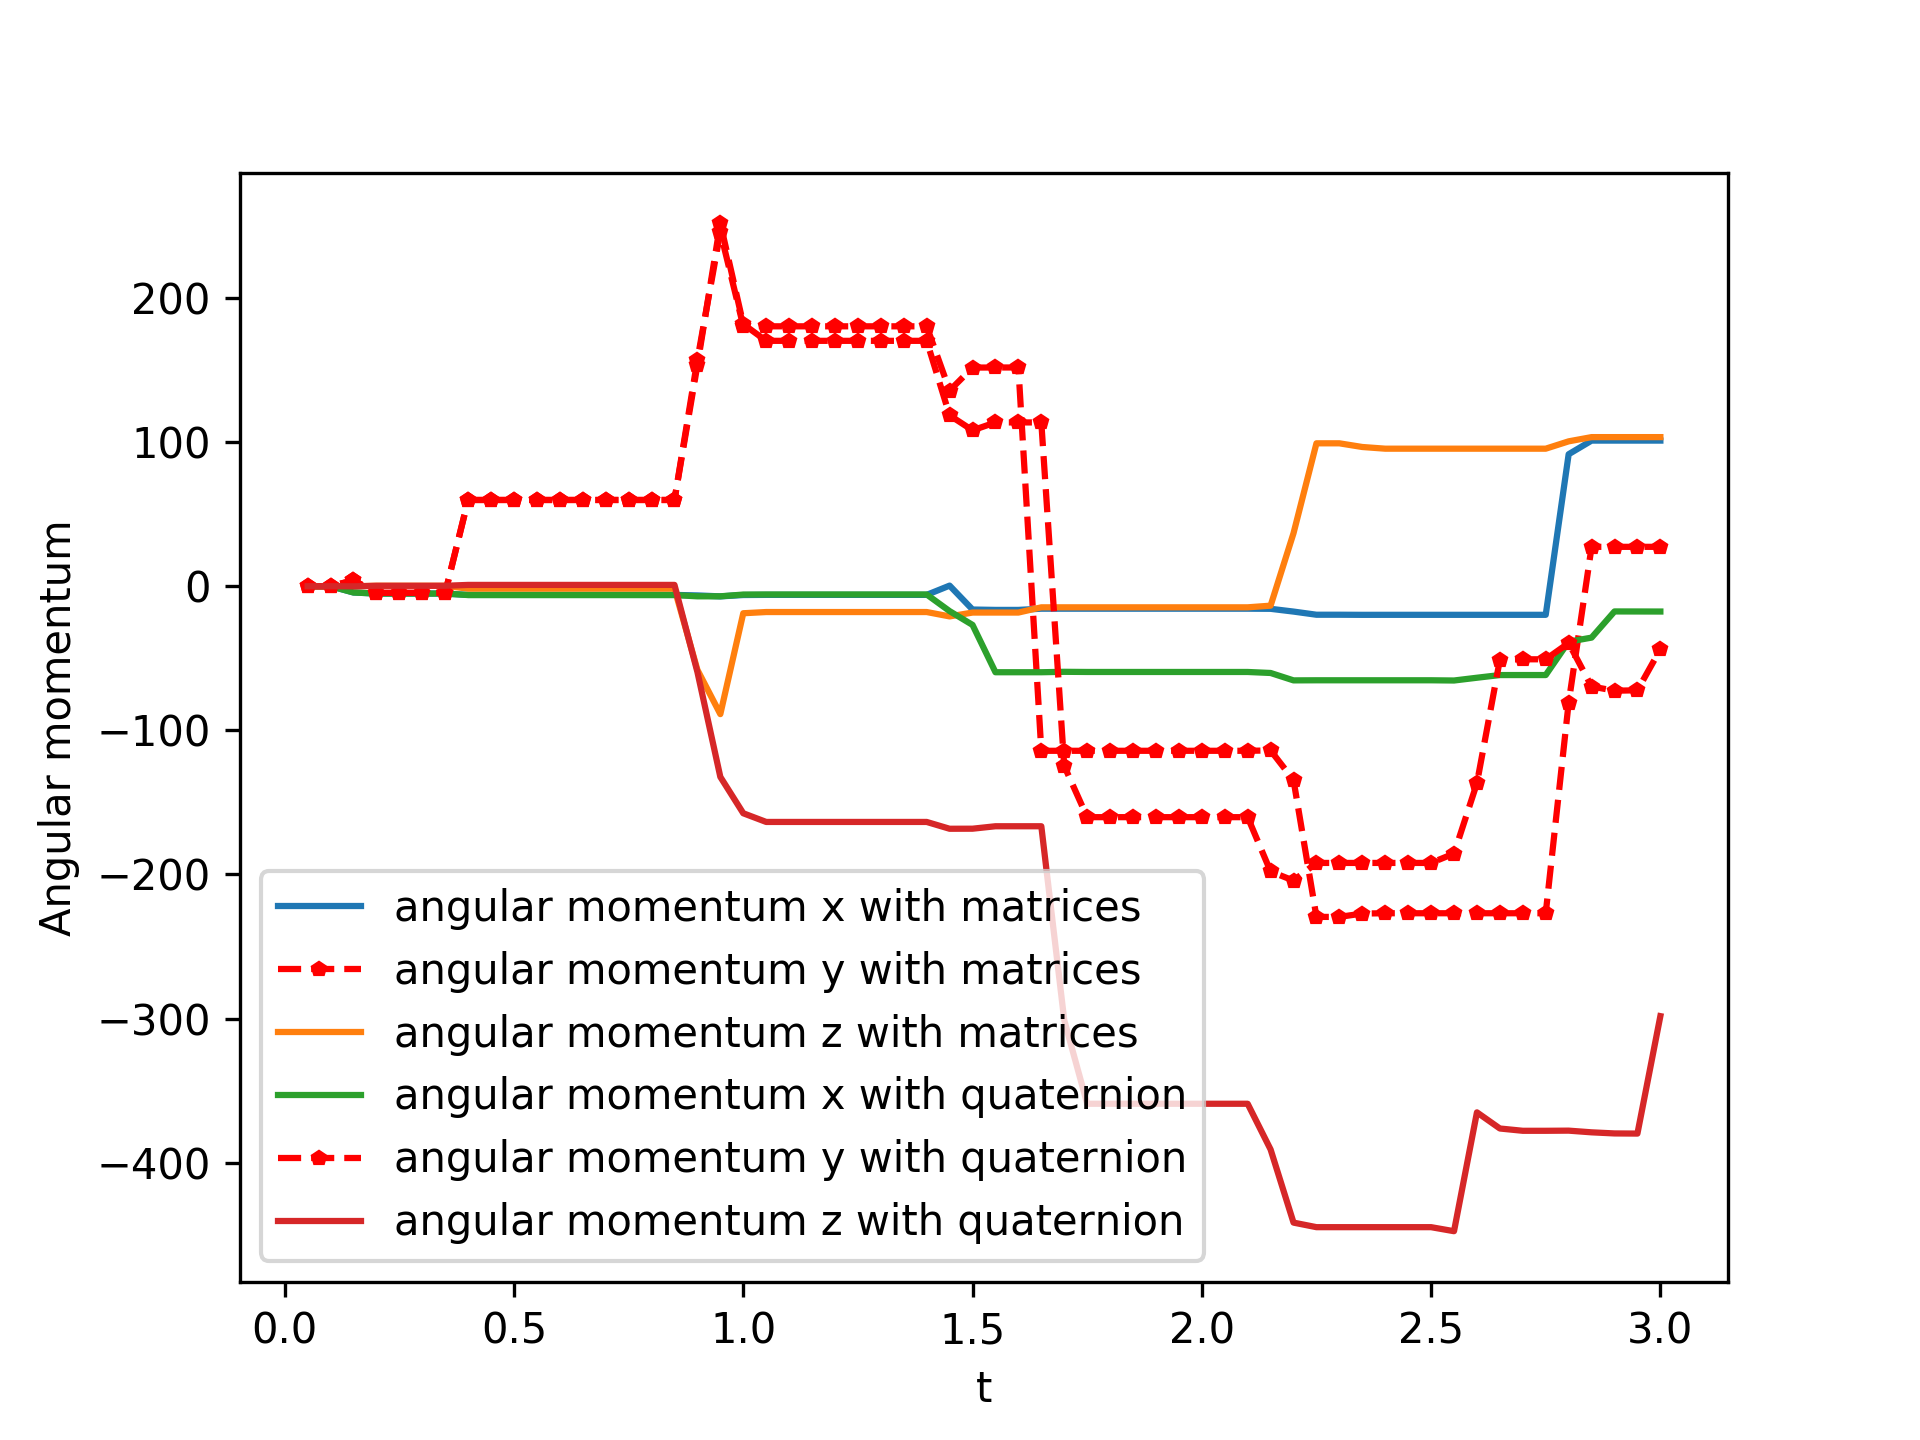 200
100
0
−100
−200
−300
−400
Angular momentum
angular momentum x with matrices
angular momentum y with matrices
angular momentum z with matrices
angular momentum x with quaternion
angular momentum y with quaternion
angular momentum z with quaternion
0.0 0.5 1.0 1.5 2.0 2.5 3.0
t